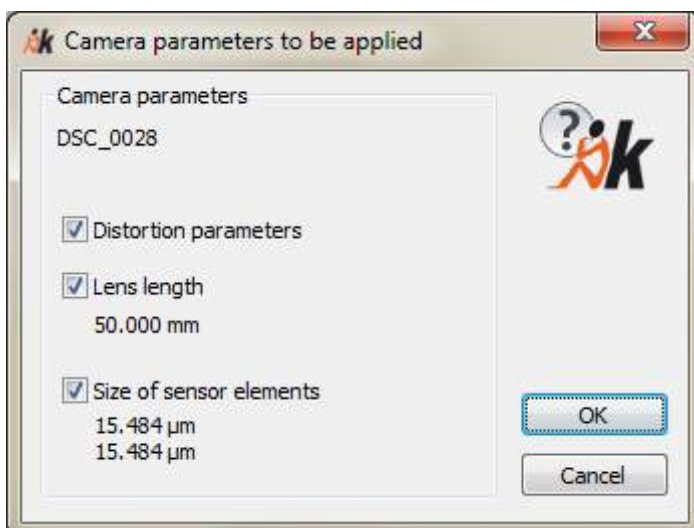 Camera parameters to be applied
Camera parameters
DSC_0028
Distortion parameters
Lens length
50.000 mm
Size of sensor elements
15.484 µm
15.484 µm
OK
Cancel